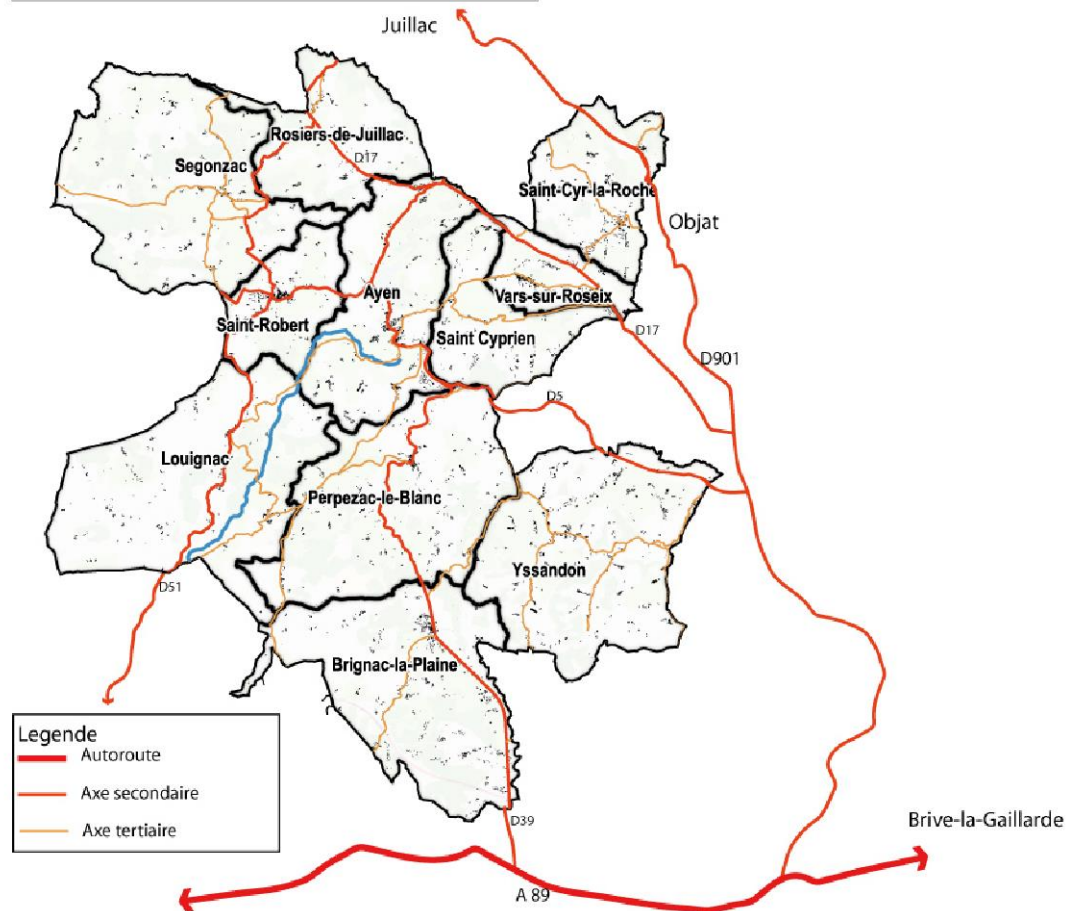 Juillac
Rosiers-de-Juillac
D17
Segonzac
Saint-Cyr-la-Roche
Objat
Ayen
Vars-sur-Roseix
Saint-Robert
Saint Cyprien
D17
D901
D5
Louignac
Perpezac-le-Blanc
Yssandon
D51
Brignac-la-Plaine
Legende
Autoroute
Axe secondaire
Axe tertiaire
D39
Brive-la-Gaillarde
A 89